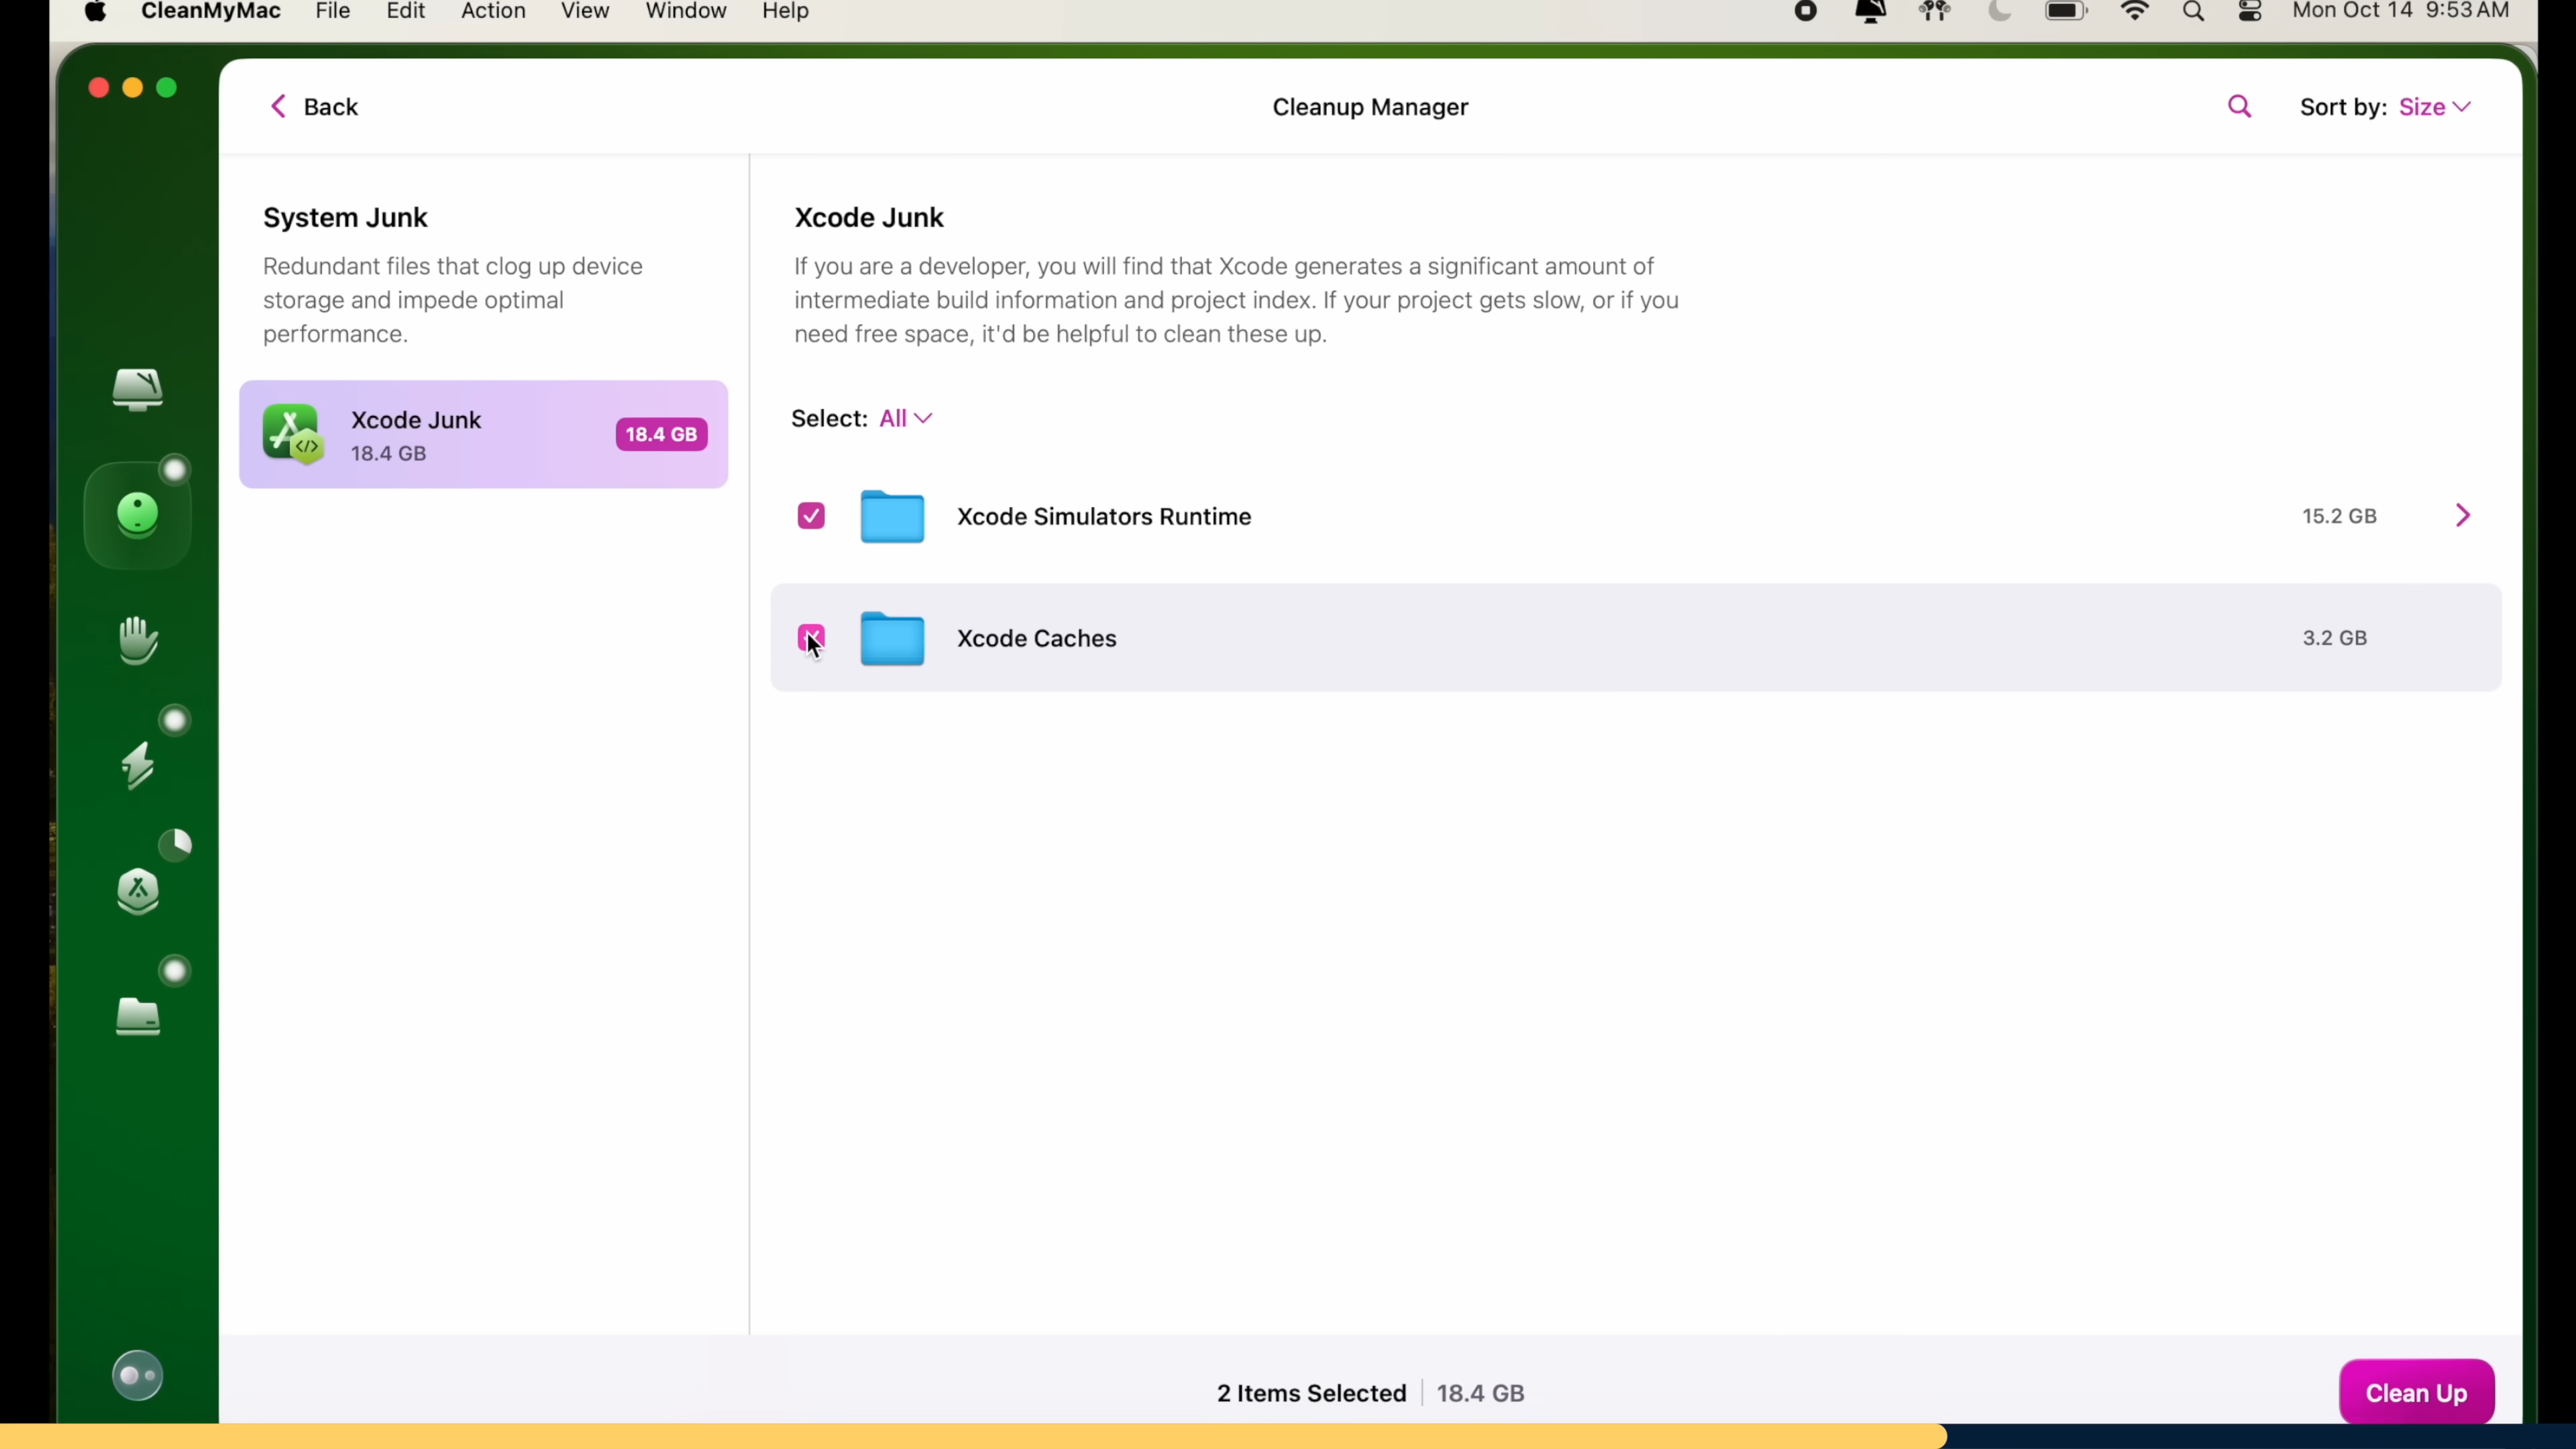 CleanMyMac File Edit Action View Window Help Mon Oct 14 9:53 AM
Back
Cleanup Manager
Sort by: Size
System Junk
Redundant files that clog up device
storage and impede optimal
performance.
Xcode Junk
18.4 GB
18.4 GB
Xcode Junk
If you are a developer, you will find that Xcode generates a significant amount of
intermediate build information and project index. If your project gets slow, or if you
need free space, it'd be helpful to clean these up.
Select: All
Xcode Simulators Runtime 15.2 GB
Xcode Caches 3.2 GB
2 Items Selected 18.4 GB
Clean Up